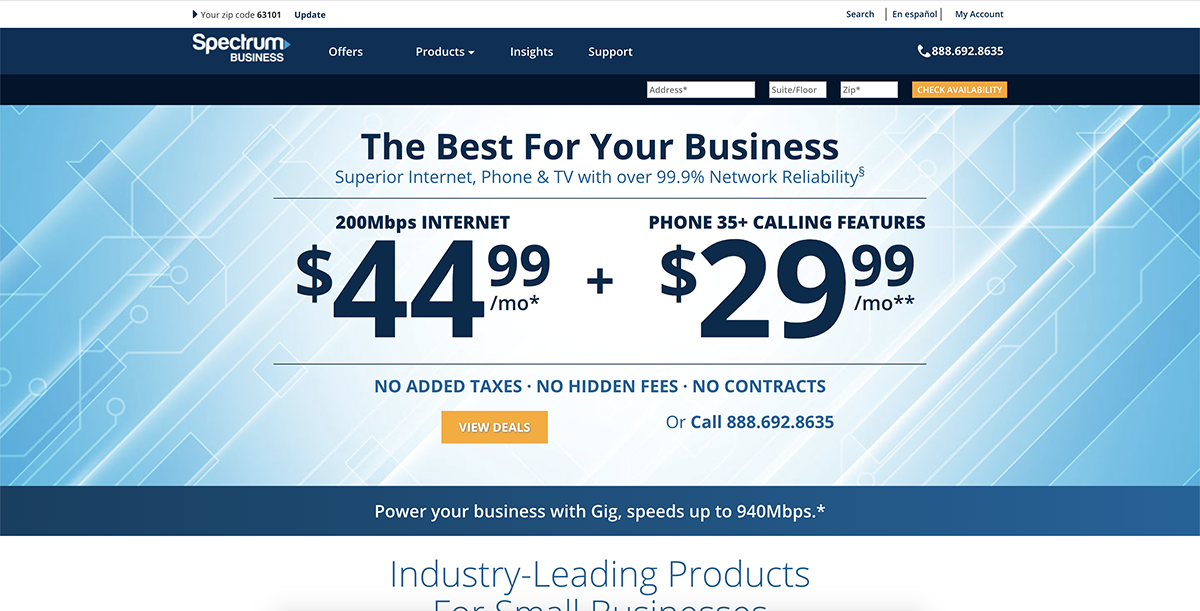 Your zip code 63101 Update
Search
En español
My Account
Spectrum
BUSINESS
Offers
Products
Insights
Support
888.692.8635
Address*
Suite/Floor
Zip*
CHECK AVAILABILITY
The Best For Your Business
Superior Internet, Phone & TV with over 99.9% Network Reliability§
200Mbps INTERNET
$44 99
/mo*
+
PHONE 35+ CALLING FEATURES
$29 99
/mo**
NO ADDED TAXES · NO HIDDEN FEES · NO CONTRACTS
VIEW DEALS
Or Call 888.692.8635
Power your business with Gig, speeds up to 940Mbps.*
Industry-Leading Products
For Small Businesses